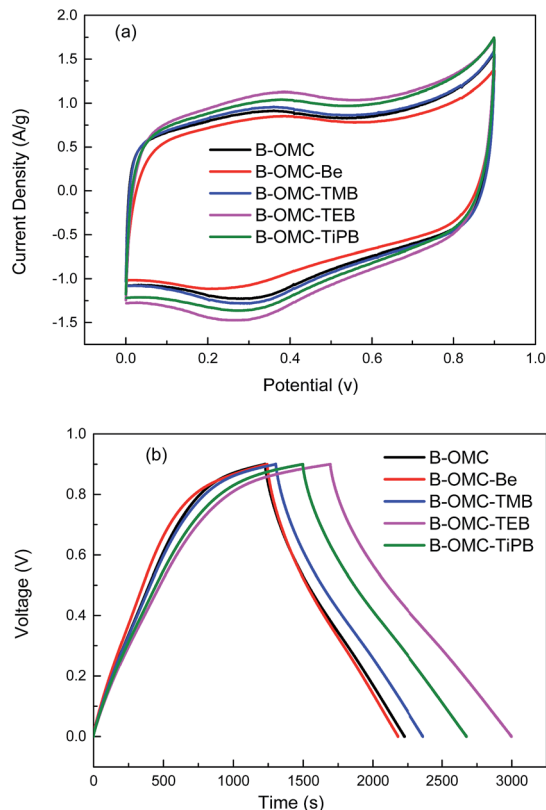 (a)
2.0
1.5
1.0
0.5
0.0
-0.5
-1.0
-1.5
Current Density (A/g)
B-OMC
B-OMC-Be
B-OMC-TMB
B-OMC-TEB
B-OMC-TiPB
0.0 0.2 0.4 0.6 0.8 1.0
Potential (v)
(b)
1.0
0.8
0.6
0.4
0.2
0.0
Voltage (V)
B-OMC
B-OMC-Be
B-OMC-TMB
B-OMC-TEB
B-OMC-TiPB
0 500 1000 1500 2000 2500 3000
Time (s)